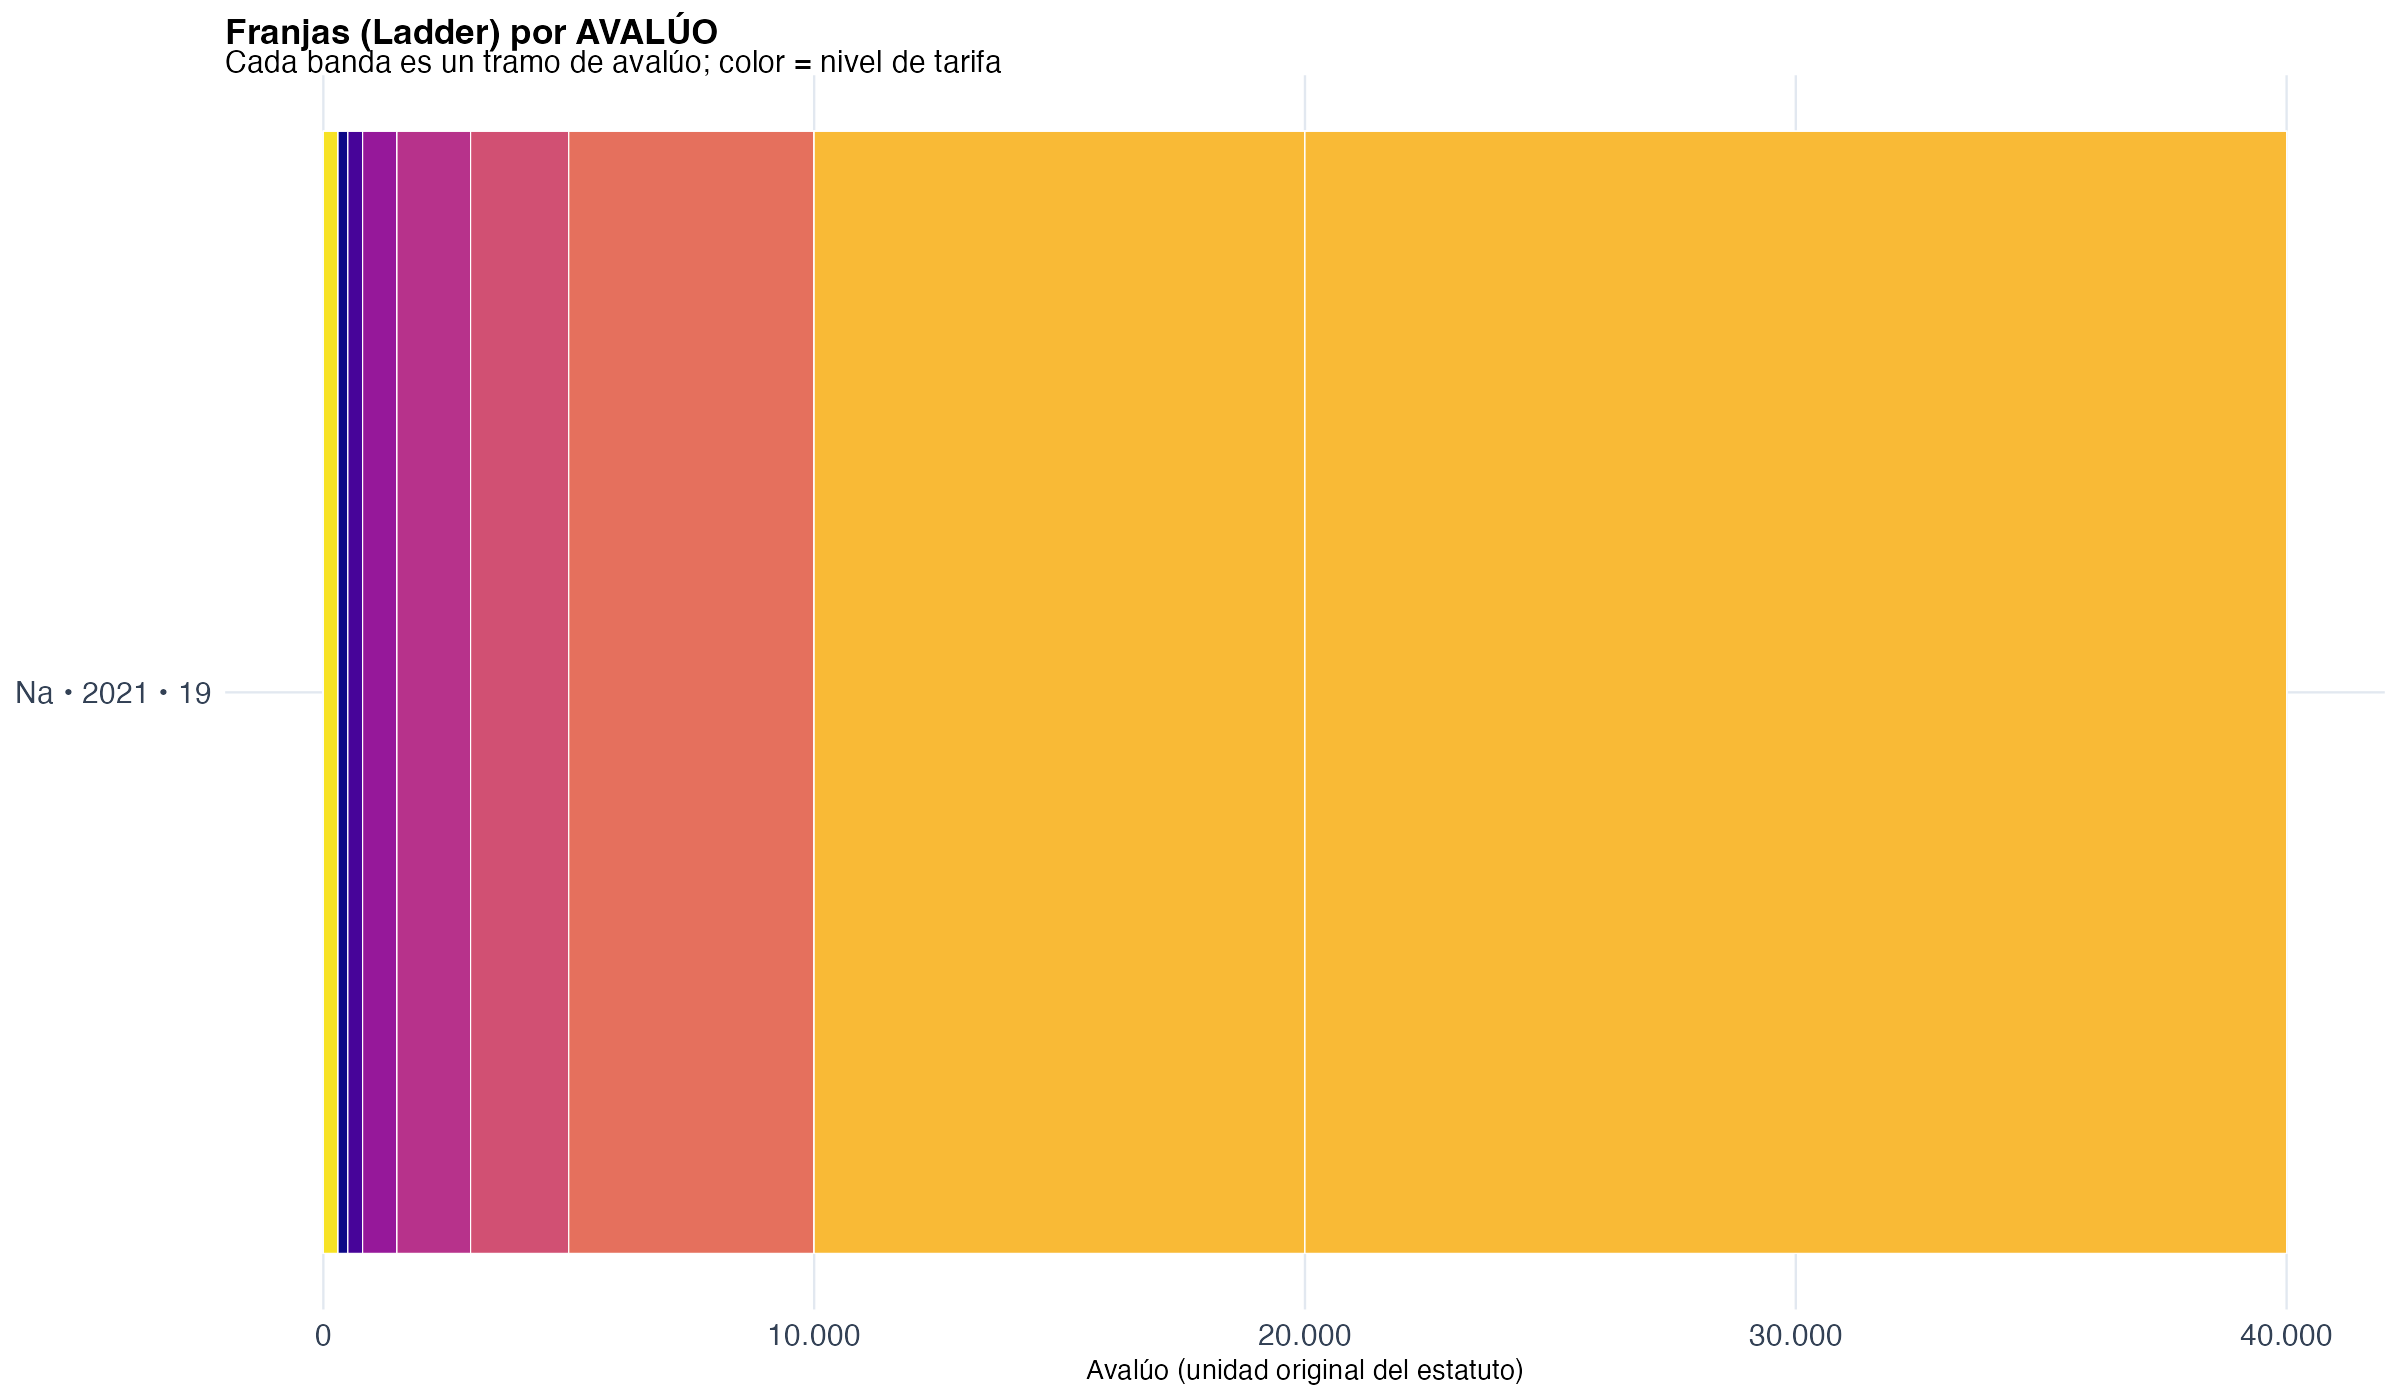 Franjas (Ladder) por AVALÚO
Cada banda es un tramo de avalúo; color = nivel de tarifa
Na • 2021 • 19
0 10.000 20.000 30.000 40.000
Avalúo (unidad original del estatuto)